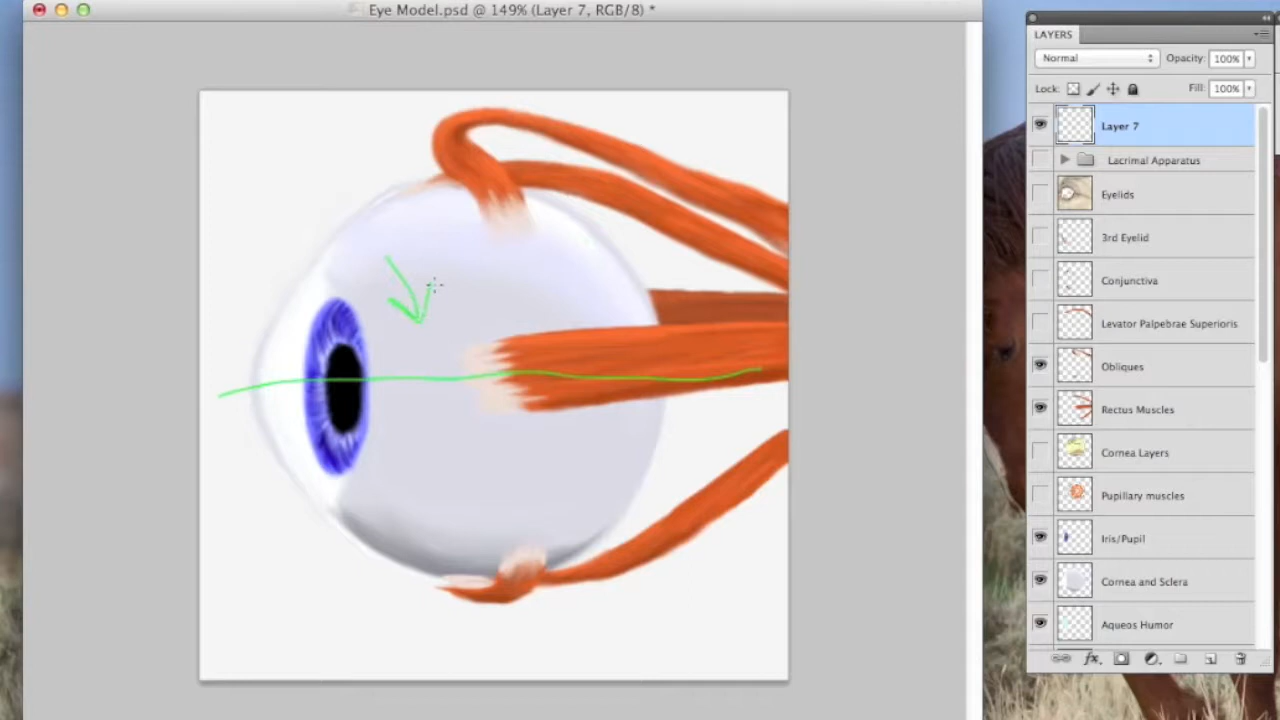 Eye Model.psd @ 149% (Layer 7, RGB/8) *
LAYERS
Normal
Opacity: 100%
Lock:
Fill: 100%
Layer 7
Lacrimal Apparatus
Eyelids
3rd Eyelid
Conjunctiva
Levator Palpebrae Superioris
Obliques
Rectus Muscles
Cornea Layers
Pupillary muscles
Iris/Pupil
Cornea and Sclera
Aqueos Humor
fx